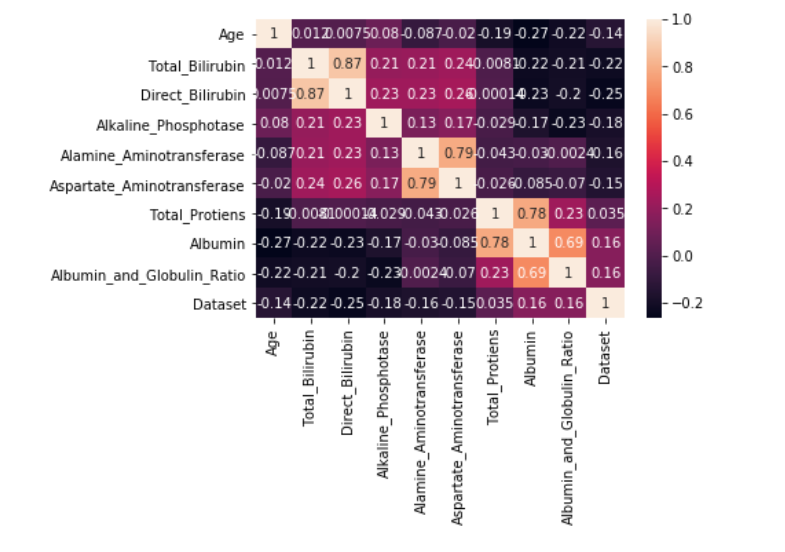 Age 1 0.012 0.0075 0.08 -0.087 -0.02 -0.19 -0.27 -0.22 -0.14
Total_Bilirubin 0.012 1 0.87 0.21 0.21 0.24 -0.0081 -0.22 -0.21 -0.22
Direct_Bilirubin 0.0075 0.87 1 0.23 0.23 0.26 -0.00014 -0.23 -0.2 -0.25
Alkaline_Phosphotase 0.08 0.21 0.23 1 0.13 0.17 -0.029 -0.17 -0.23 -0.18
Alamine_Aminotransferase -0.087 0.21 0.23 0.13 1 0.79 -0.043 -0.03 -0.0024 -0.16
Aspartate_Aminotransferase -0.02 0.24 0.26 0.17 0.79 1 -0.026 -0.085 -0.07 -0.15
Total_Protiens -0.19 -0.0081 -0.00014 -0.029 -0.043 -0.026 1 0.78 0.23 0.035
Albumin -0.27 -0.22 -0.23 -0.17 -0.03 -0.085 0.78 1 0.69 0.16
Albumin_and_Globulin_Ratio -0.22 -0.21 -0.2 -0.23 -0.0024 -0.07 0.23 0.69 1 0.16
Dataset -0.14 -0.22 -0.25 -0.18 -0.16 -0.15 0.035 0.16 0.16 1
Age
Total_Bilirubin
Direct_Bilirubin
Alkaline_Phosphotase
Alamine_Aminotransferase
Aspartate_Aminotransferase
Total_Protiens
Albumin
Albumin_and_Globulin_Ratio
Dataset
1.0
0.8
0.6
0.4
0.2
0.0
−0.2